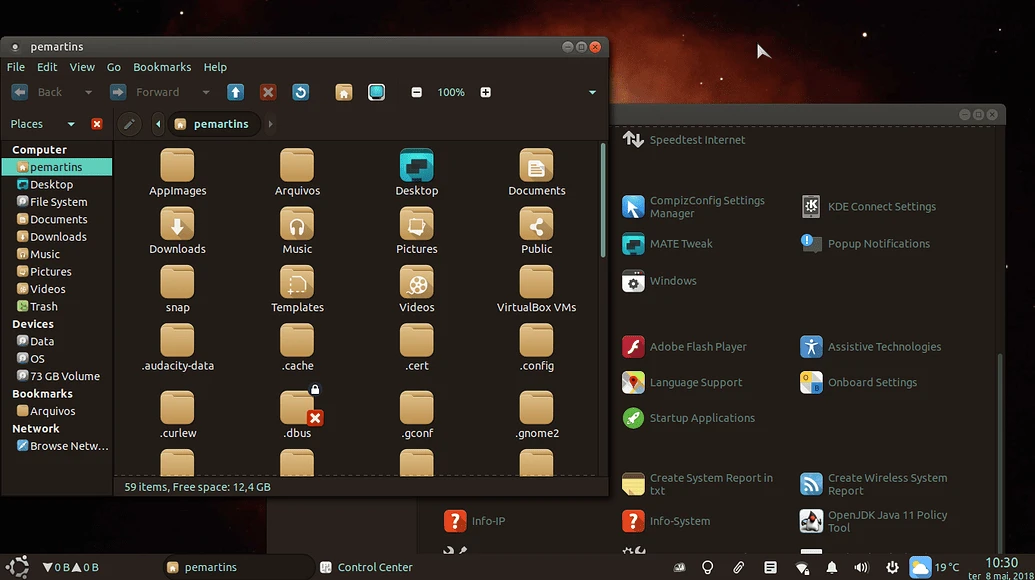 pemartins
File Edit View Go Bookmarks Help
Back Forward 100%
Places pemartins
Computer
pemartins
Desktop
File System
Documents
Downloads
Music
Pictures
Videos
Trash
Devices
Data
OS
73 GB Volume
Bookmarks
Arquivos
Network
Browse Netw...
AppImages Arquivos Desktop Documents
Downloads Music Pictures Public
snap Templates Videos VirtualBox VMs
.audacity-data .cache .cert .config
.curlew .dbus .gconf .gnome2
59 items, Free space: 12,4 GB
Speedtest Internet
CompizConfig Settings
Manager
KDE Connect Settings
MATE Tweak Popup Notifications
Windows
Adobe Flash Player Assistive Technologies
Language Support Onboard Settings
Startup Applications
Create System Report in
txt
Create Wireless System
Report
Info-IP Info-System
OpenJDK Java 11 Policy
Tool
0 B 0 B pemartins Control Center 19 °C
10:30
ter 8 mai, 2018